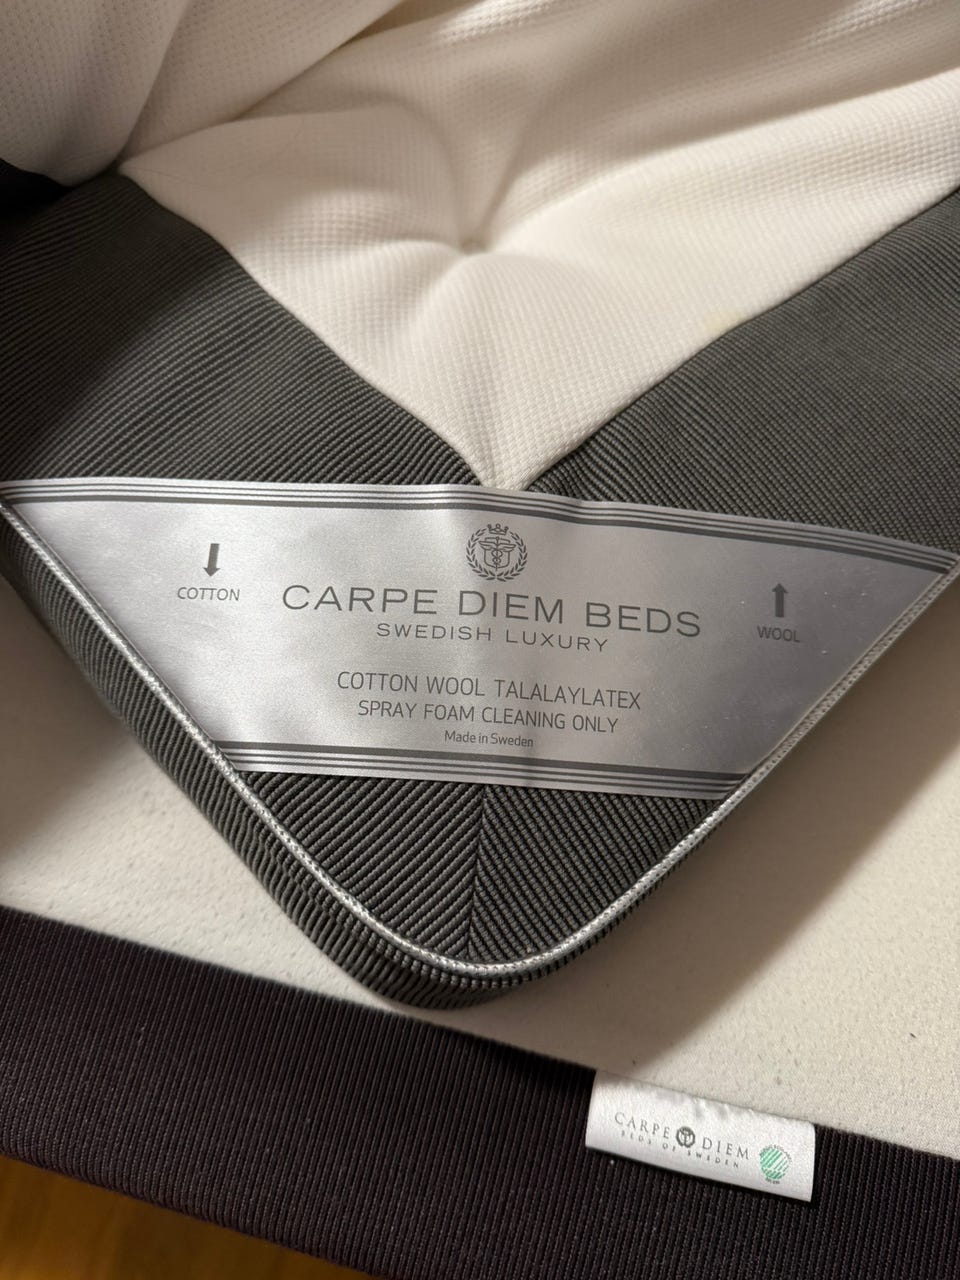 COTTON
CARPE DIEM BEDS
SWEDISH LUXURY
WOOL
COTTON WOOL TALALAYLATEX
SPRAY FOAM CLEANING ONLY
Made in Sweden
CARPE DIEM
BEDS OF SWEDEN